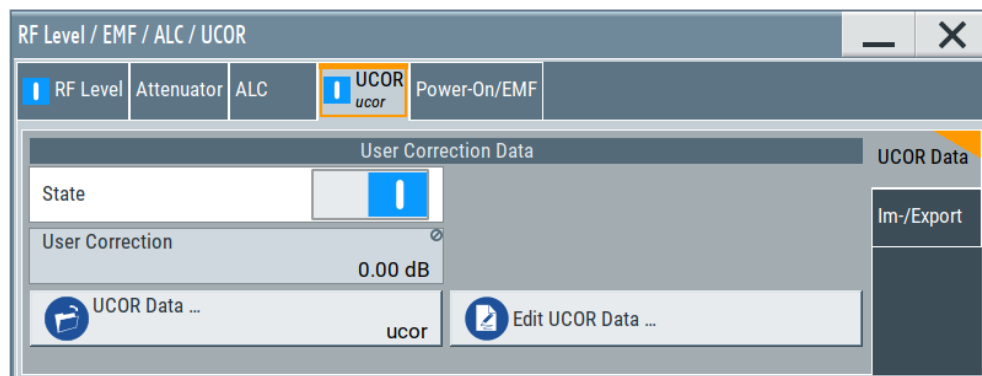 RF Level / EMF / ALC / UCOR
RF Level
Attenuator
ALC
UCOR
ucor
Power-On/EMF
User Correction Data
UCOR Data
State
Im-/Export
User Correction
0.00 dB
UCOR Data ...
ucor
Edit UCOR Data ...